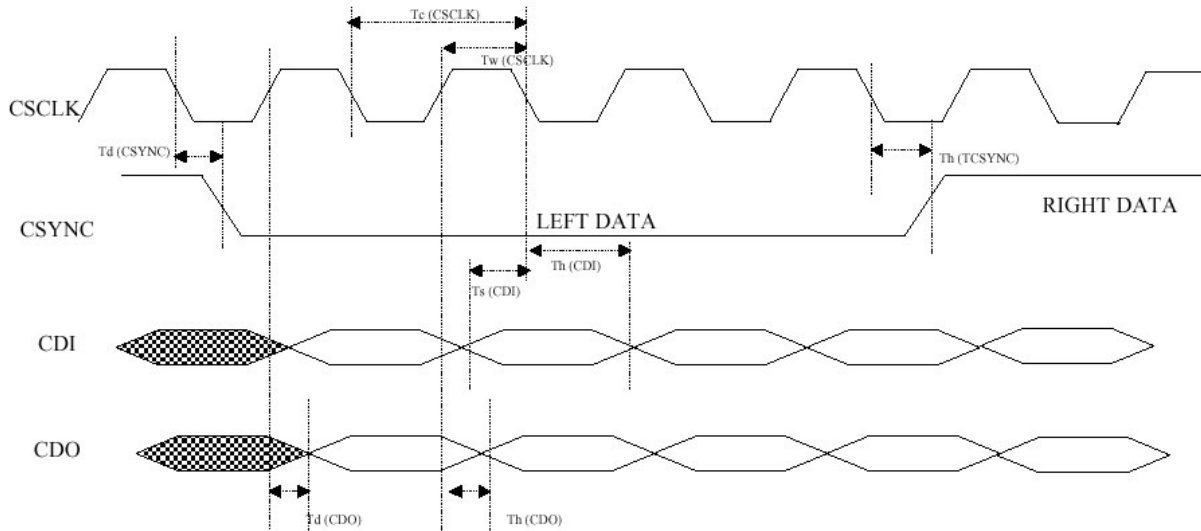 Tc (CSCLK)
Tw (CSCLK)
CSCLK
Td (CSYNC)
Th (TCSYNC)
CSYNC
LEFT DATA
RIGHT DATA
Th (CDI)
Ts (CDI)
CDI
CDO
Td (CDO)
Th (CDO)